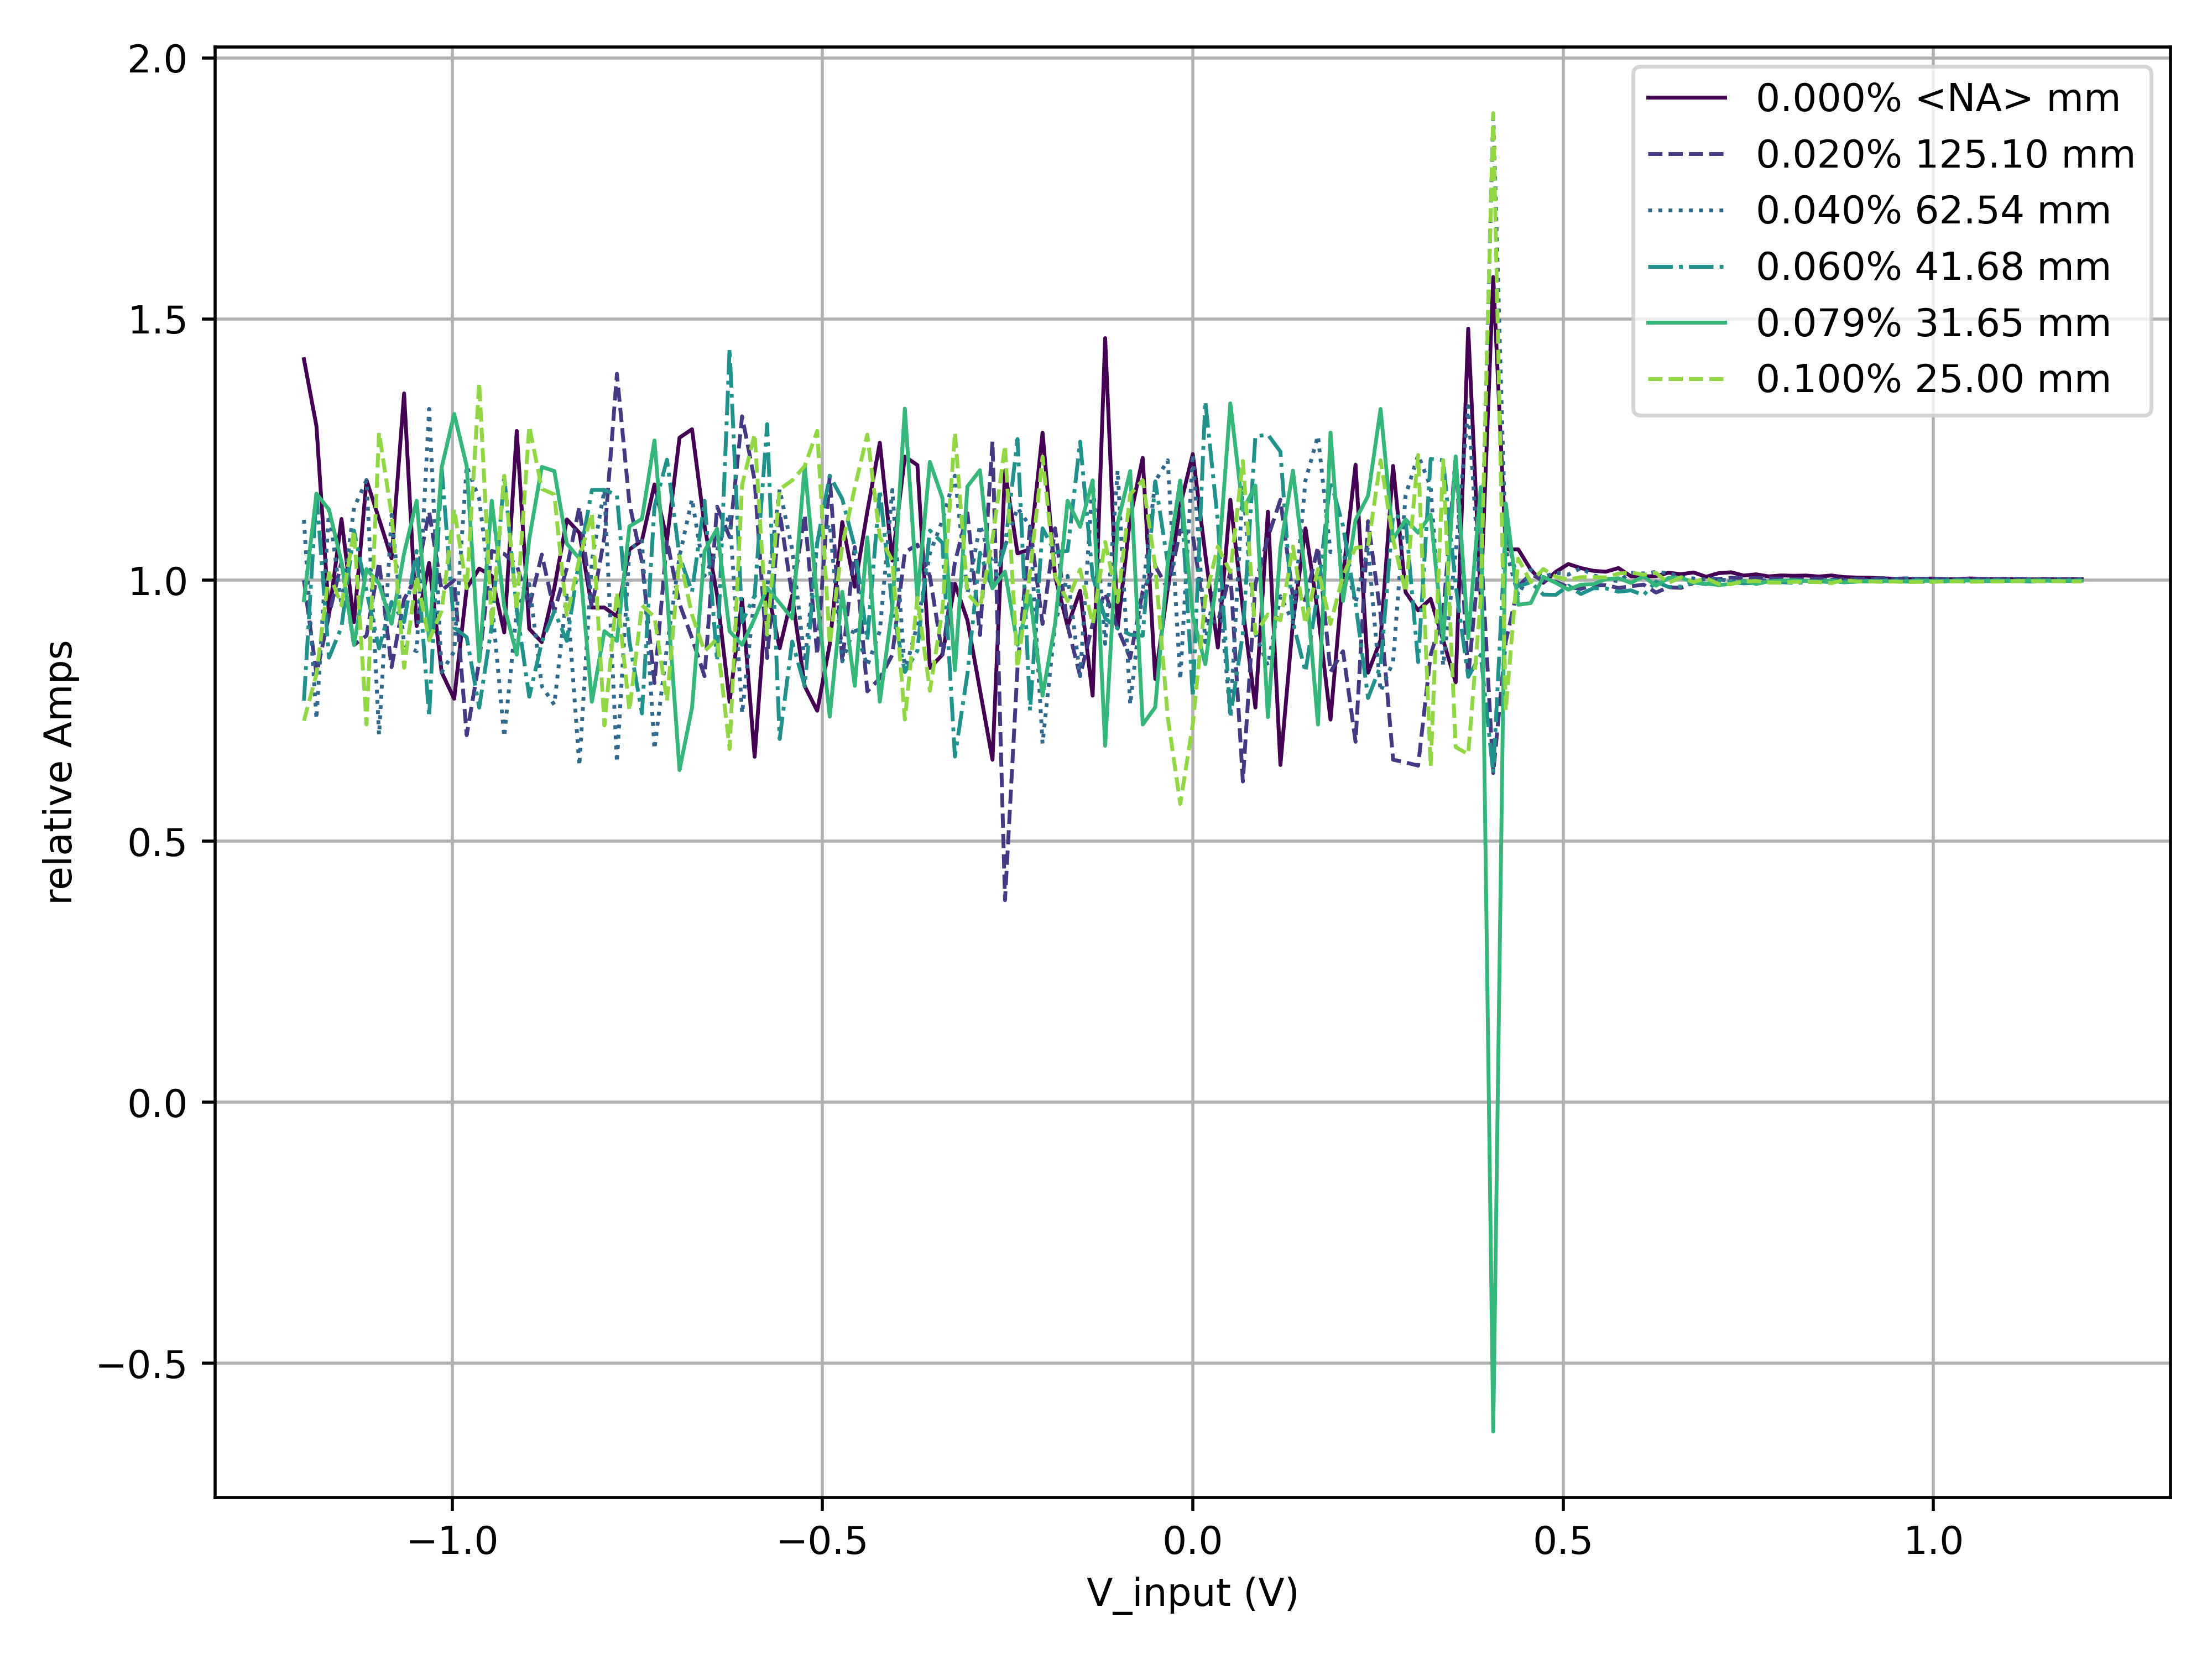 2.0
1.5
1.0
0.5
0.0
−0.5
relative Amps
−1.0
−0.5
0.0
0.5
1.0
V_input (V)
0.000% <NA> mm
0.020% 125.10 mm
0.040% 62.54 mm
0.060% 41.68 mm
0.079% 31.65 mm
0.100% 25.00 mm